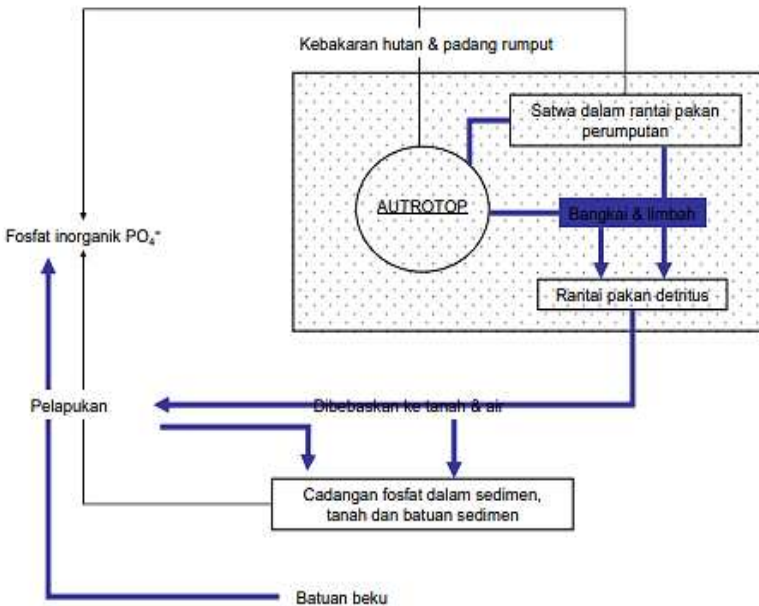 Kebakaran hutan & padang rumput
Satwa dalam rantai pakan
perumputan
AUTROTOP
Bangkai & limbah
Fosfat inorganik PO₄⁼
Rantai pakan detritus
Pelapukan
Dibebaskan ke tanah & air
Cadangan fosfat dalam sedimen,
tanah dan batuan sedimen
Batuan beku